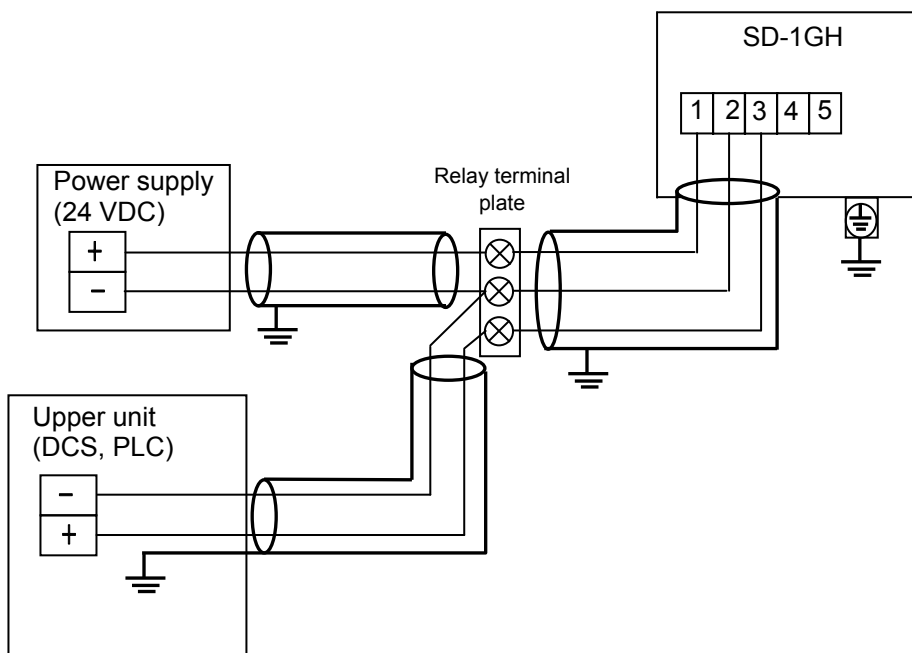 SD-1GH
1 2 3 4 5
Power supply
(24 VDC)
+
-
Relay terminal
plate
Upper unit
(DCS, PLC)
-
+